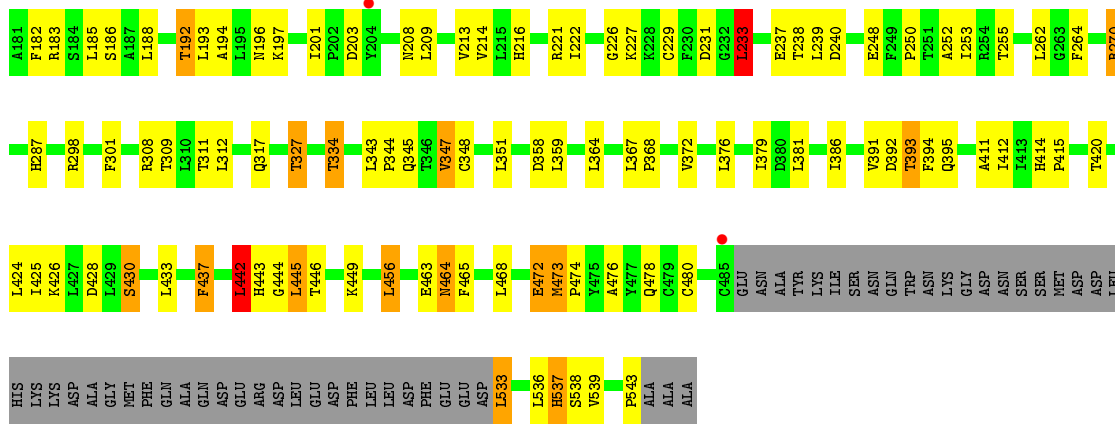 A181 F182 R183 S184 L185 S186 A187 L188 T192 L193 A194 L195 N196 K197 I201 P202 D203 Y204 N208 L209 V213 V214 L215 H216 R221 I222 G226 K227 K228 C229 F230 D231 G232 L233 E237 T238 L239 D240 E248 F249 P250 T251 A252 I253 R254 T255 L262 G263 F264
H287 R298 F301 R308 T309 L310 T311 L312 Q317 T327 T334 L343 P344 Q345 T346 V347 C348 L351 D358 L359 L364 L367 P368 V372 L376 I379 D380 L381 I386 V391 D392 T393 F394 Q395 A411 I412 I413 H414 P415 T420
L424 I425 K426 L427 D428 L429 S430 L433 F437 L442 H443 G444 L445 T446 K449 L456 E463 N464 F465 L468 E472 M473 P474 Y475 A476 Y477 Q478 C479 C480 C485 GLU ASN ALA TYR LYS ILE SER ASN GLN TRP ASN LYS GLY ASP ASN SER SER MET ASP ASP LEU
HIS LYS LYS ASP ALA GLY MET PHE GLN ALA GLN ASP GLU ARG ASP LEU GLU ASP PHE LEU LEU ASP PHE GLU GLU ASP L533 L536 H537 S538 V539 P543 ALA ALA ALA